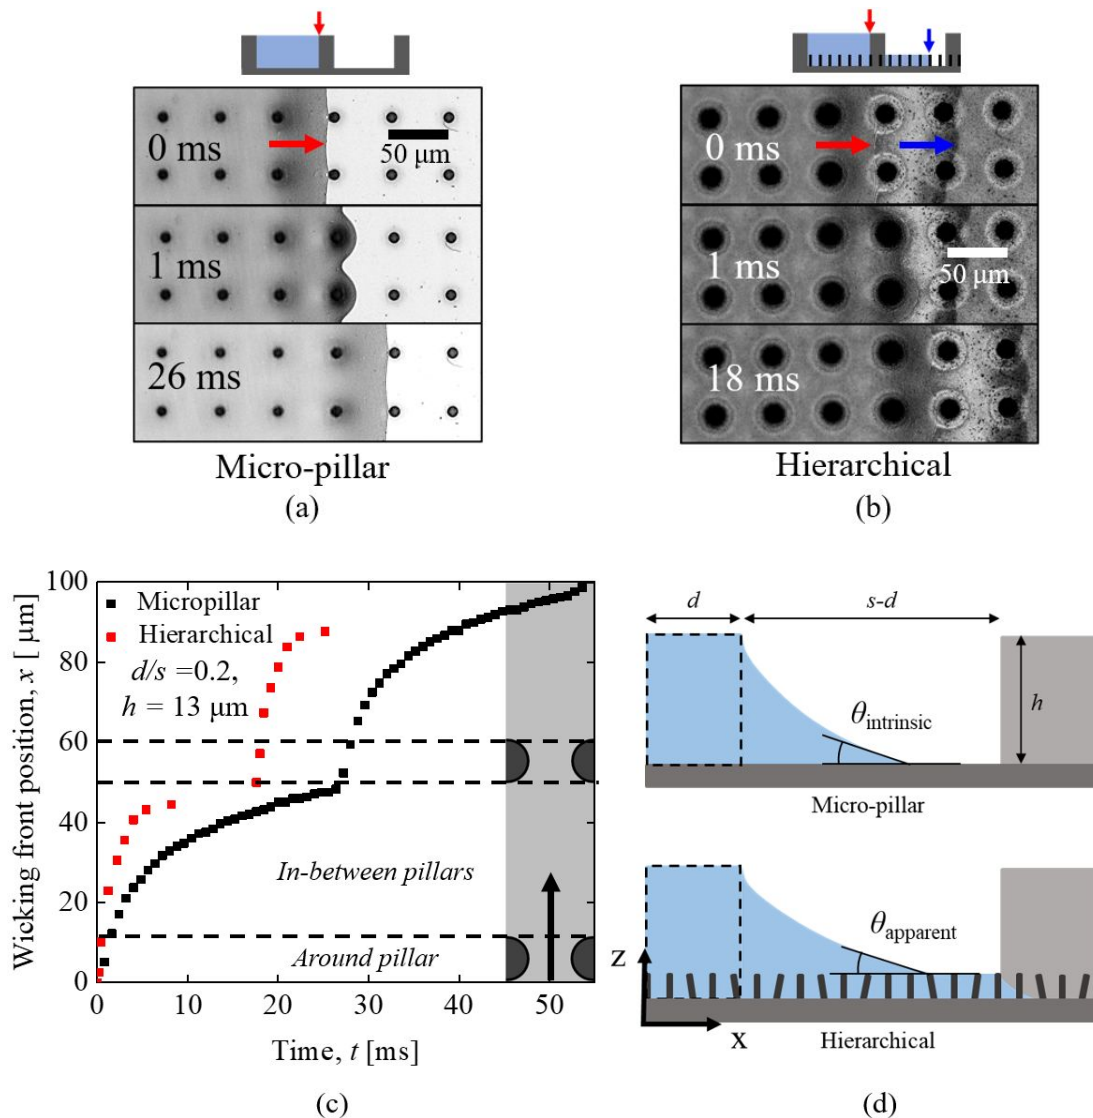 0 ms
50 μm
1 ms
26 ms
Micro-pillar
(a)
0 ms
1 ms
50 μm
18 ms
Hierarchical
(b)
Wicking front position, x [ μm]
100
80
60
40
20
0
Micropillar
Hierarchical
d/s =0.2,
h = 13 μm
In-between pillars
Around pillar
0 10 20 30 40 50
Time, t [ms]
(c)
d
s-d
θintrinsic
h
Micro-pillar
θapparent
Z
X
Hierarchical
(d)